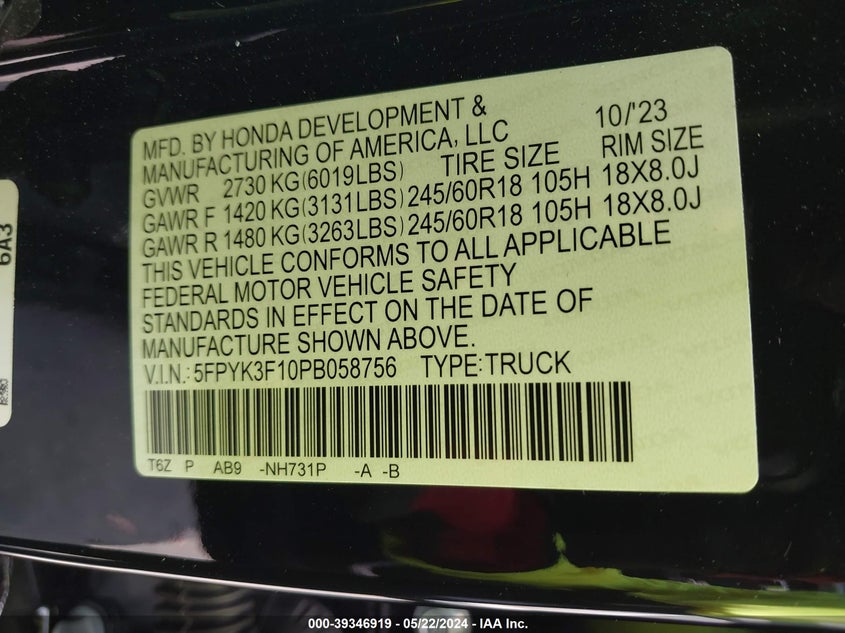 MFD. BY HONDA DEVELOPMENT & 10/'23
MANUFACTURING OF AMERICA, LLC
TIRE SIZE RIM SIZE
GVWR 2730 KG(6019LBS)
GAWR F 1420 KG(3131LBS) 245/60R18 105H 18X8.0J
GAWR R 1480 KG(3263LBS) 245/60R18 105H 18X8.0J
THIS VEHICLE CONFORMS TO ALL APPLICABLE
FEDERAL MOTOR VEHICLE SAFETY
STANDARDS IN EFFECT ON THE DATE OF
MANUFACTURE SHOWN ABOVE.
V.I.N.: 5FPYK3F10PB058756 TYPE:TRUCK
T6Z P AB9 -NH731P -A -B
6A3
000-39346919 - 05/22/2024 - IAA Inc.